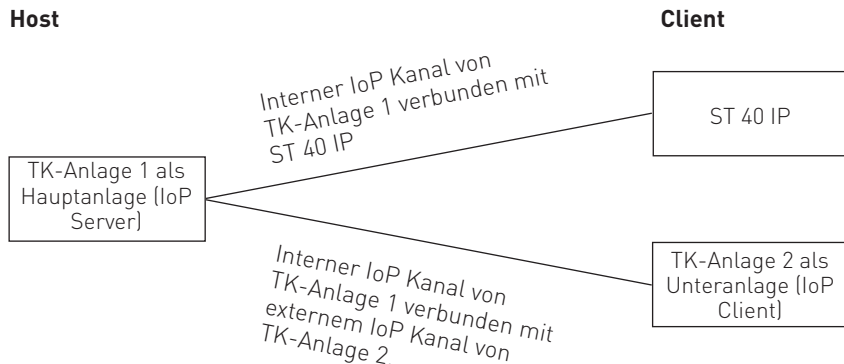 Host
Client
Interner IoP Kanal von
TK-Anlage 1 verbunden mit
ST 40 IP
ST 40 IP
TK-Anlage 1 als
Hauptanlage (IoP
Server)
Interner IoP Kanal von
TK-Anlage 1 verbunden mit
externem IoP Kanal von
TK-Anlage 2
TK-Anlage 2 als
Unteranlage (IoP
Client)